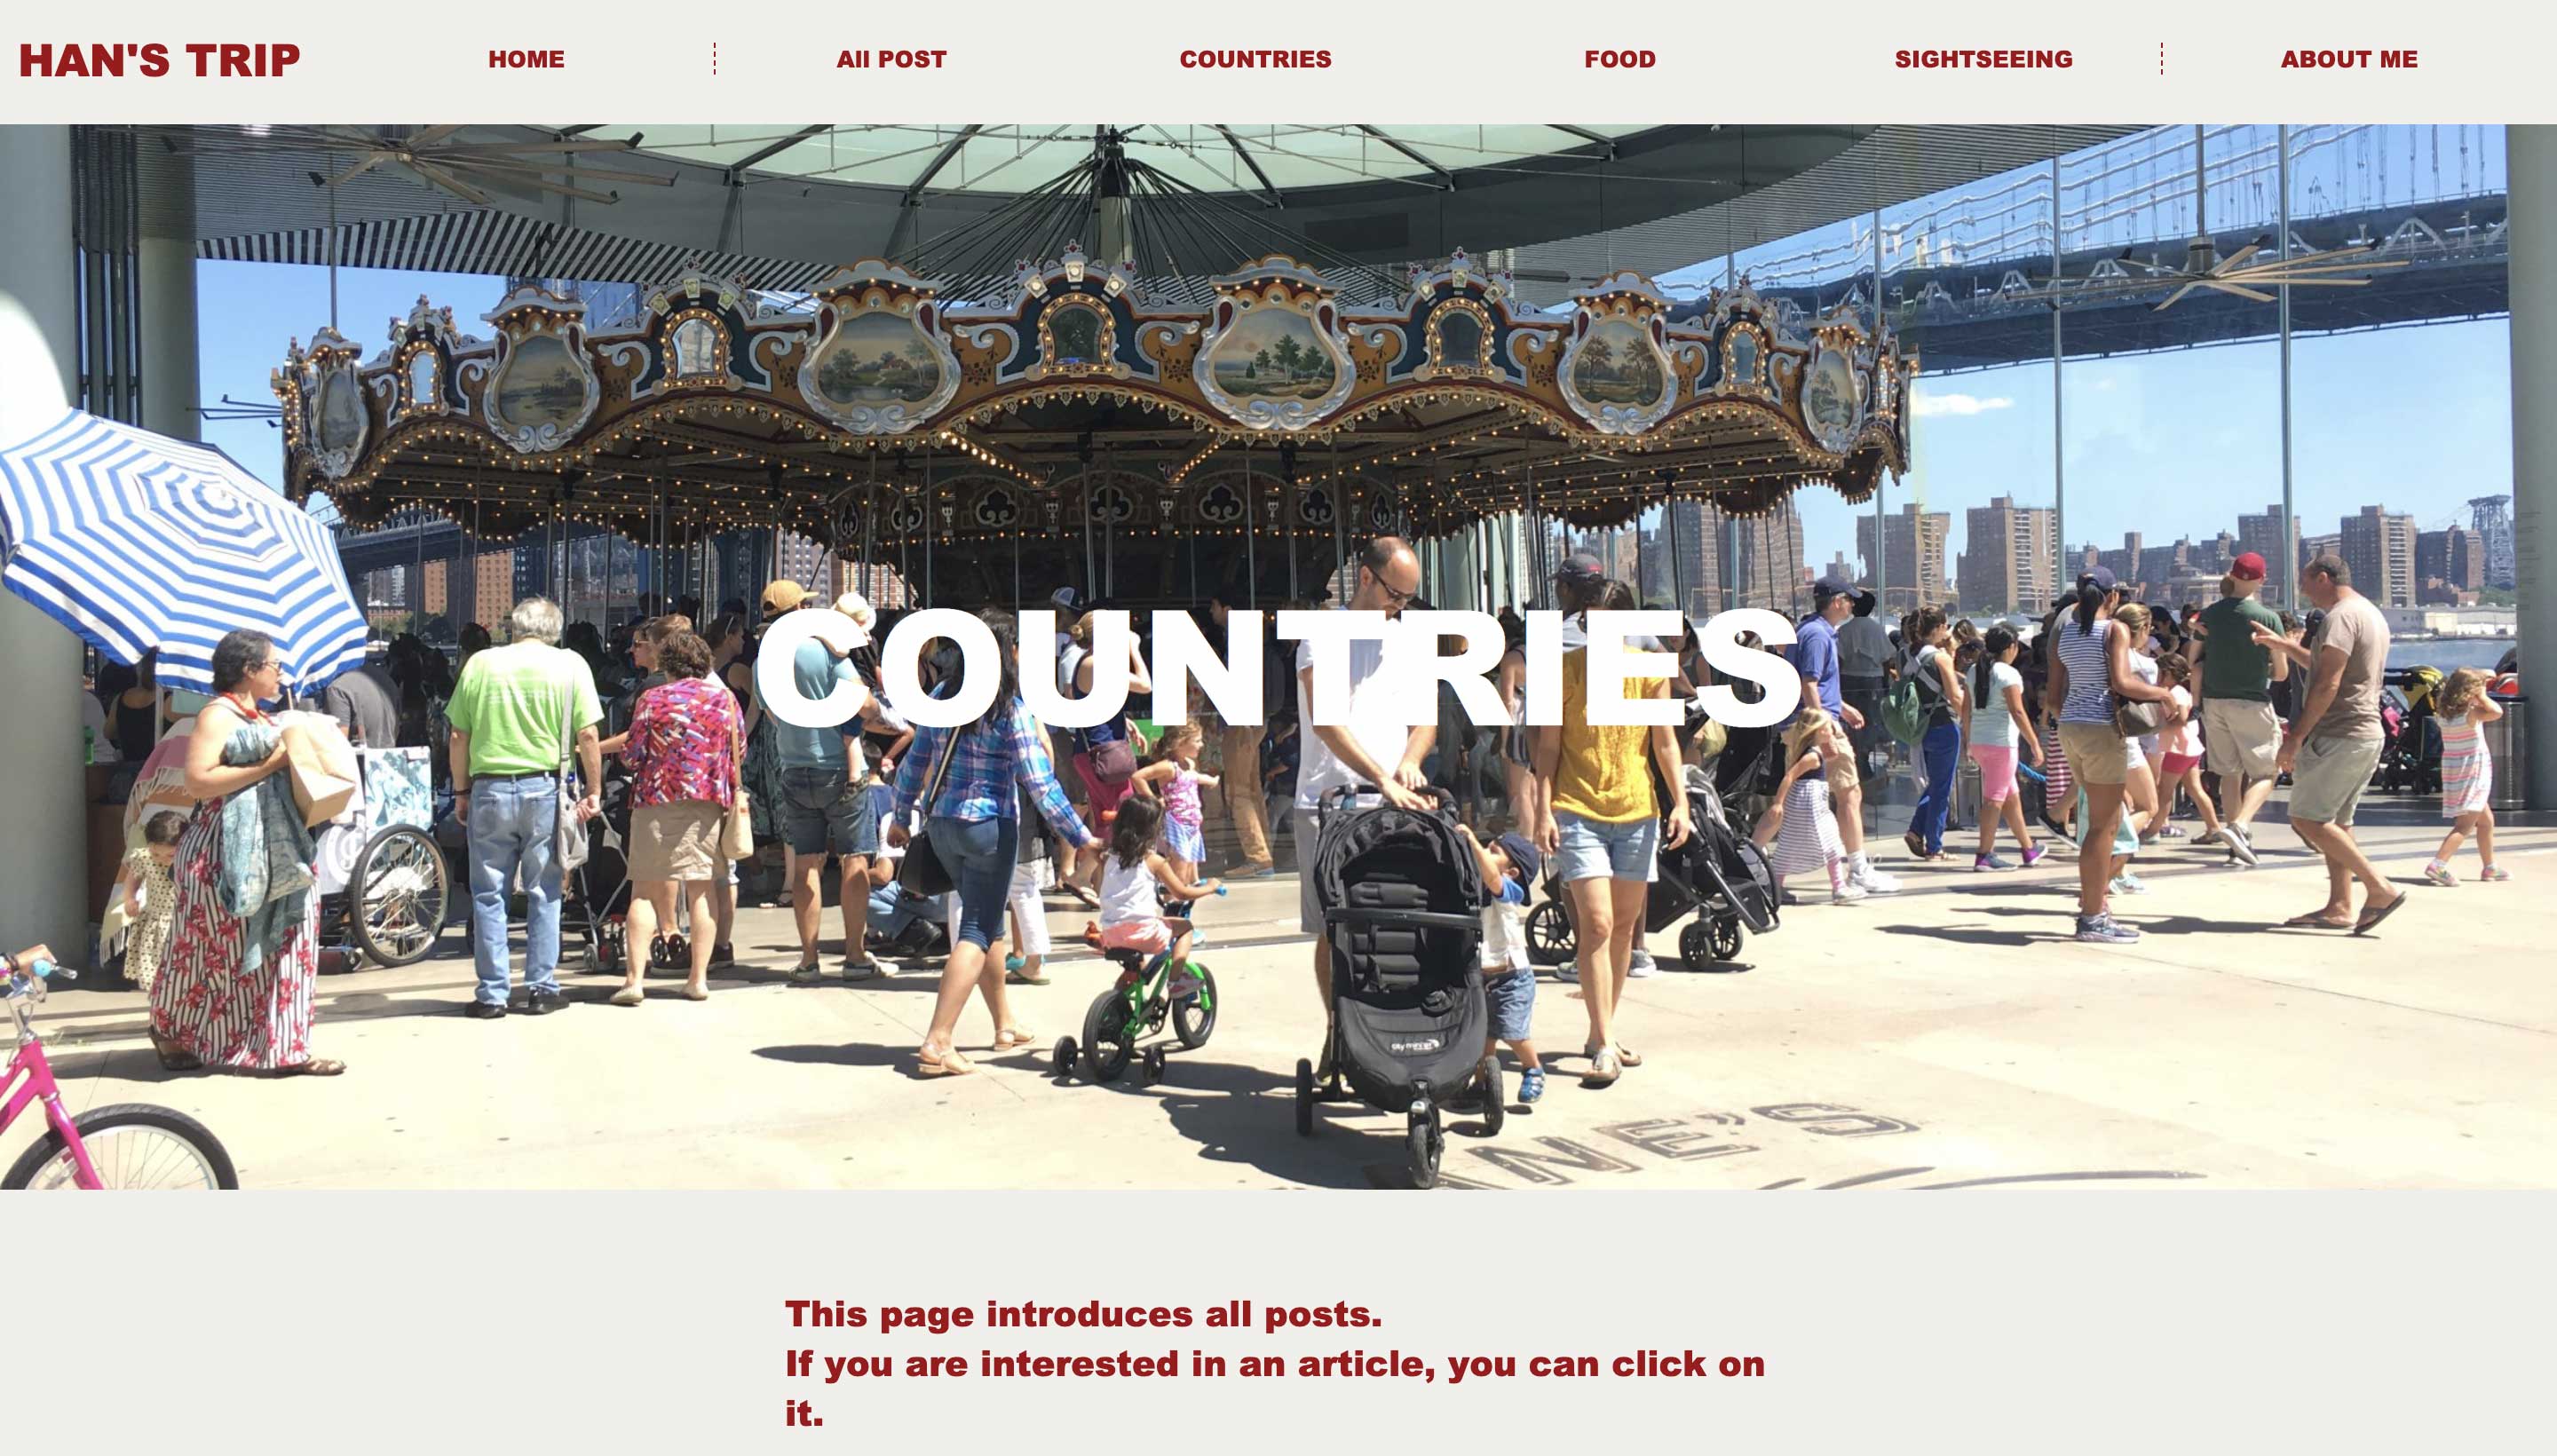 HAN'S TRIP
HOME
All POST
COUNTRIES
FOOD
SIGHTSEEING
ABOUT ME
COUNTRIES
NE'S
This page introduces all posts.
If you are interested in an article, you can click on
it.